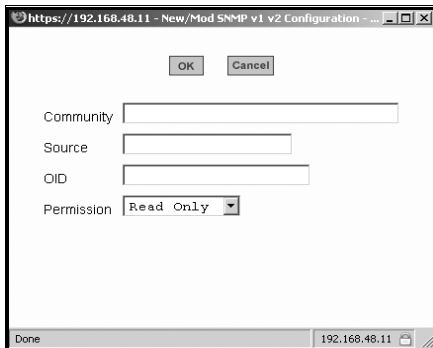 https://192.168.48.11 - New/Mod SNMP v1 v2 Configuration - ...
OK Cancel
Community
Source
OID
Permission Read Only
Done 192.168.48.11